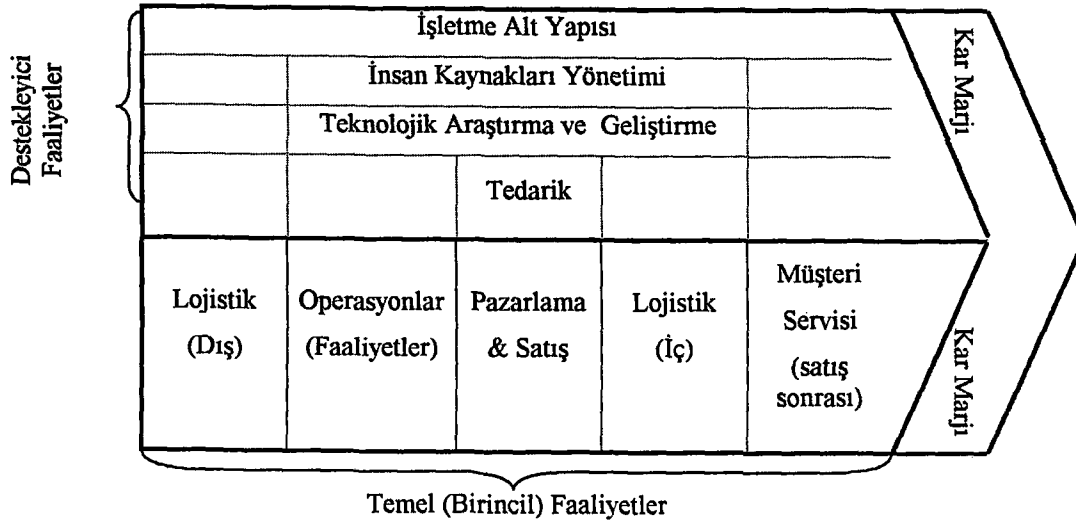 Destekleyici
Faaliyetler
İşletme Alt Yapısı
İnsan Kaynakları Yönetimi
Teknolojik Araştırma ve Geliştirme
Tedarik
Kar Marjı
Lojistik
(Dış)
Operasyonlar
(Faaliyetler)
Pazarlama
& Satış
Lojistik
(İç)
Müşteri
Servisi
(satış
sonrası)
Kar Marjı
Temel (Birincil) Faaliyetler